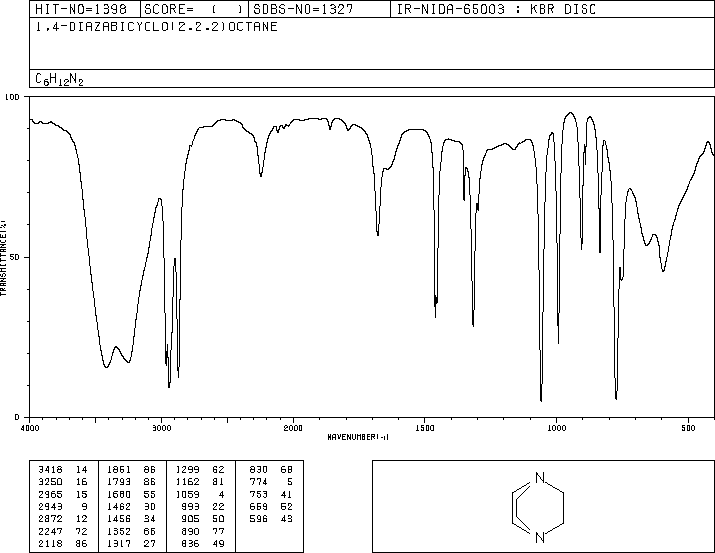 HIT-NO=1398 SCORE= ( ) SDBS-NO=1327 IR-NIDA-65003 : KBR DISC
1,4-DIAZABICYCLO(2.2.2)OCTANE
C6H12N2
100
50
0
TRANSMITTANCE(%)
4000 3000 2000 1500 1000 500
WAVENUMBER(-1)
3418 14 1861 86 1299 62 830 68
3250 16 1793 86 1162 81 774 5
2965 15 1680 55 1059 4 753 41
2943 9 1462 30 993 22 659 52
2872 12 1456 34 905 50 596 43
2247 72 1352 66 890 77
2118 86 1317 27 836 49
N
N